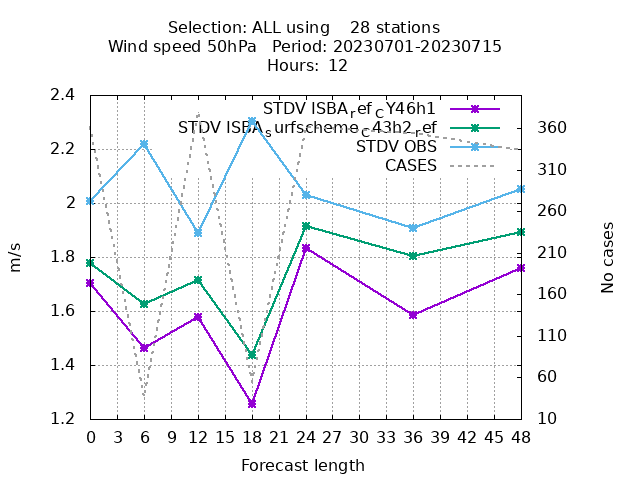 Selection: ALL using    28 stations
Wind speed 50hPa   Period: 20230701-20230715
Hours:  12
STDV ISBA_ref_CY46h1
STDV ISBA_surfscheme_C43h2_ref
STDV OBS
CASES
2.4
2.2
2
1.8
1.6
1.4
1.2
m/s
360
310
260
210
160
110
60
10
No cases
0 3 6 9 12 15 18 21 24 27 30 33 36 39 42 45 48
Forecast length